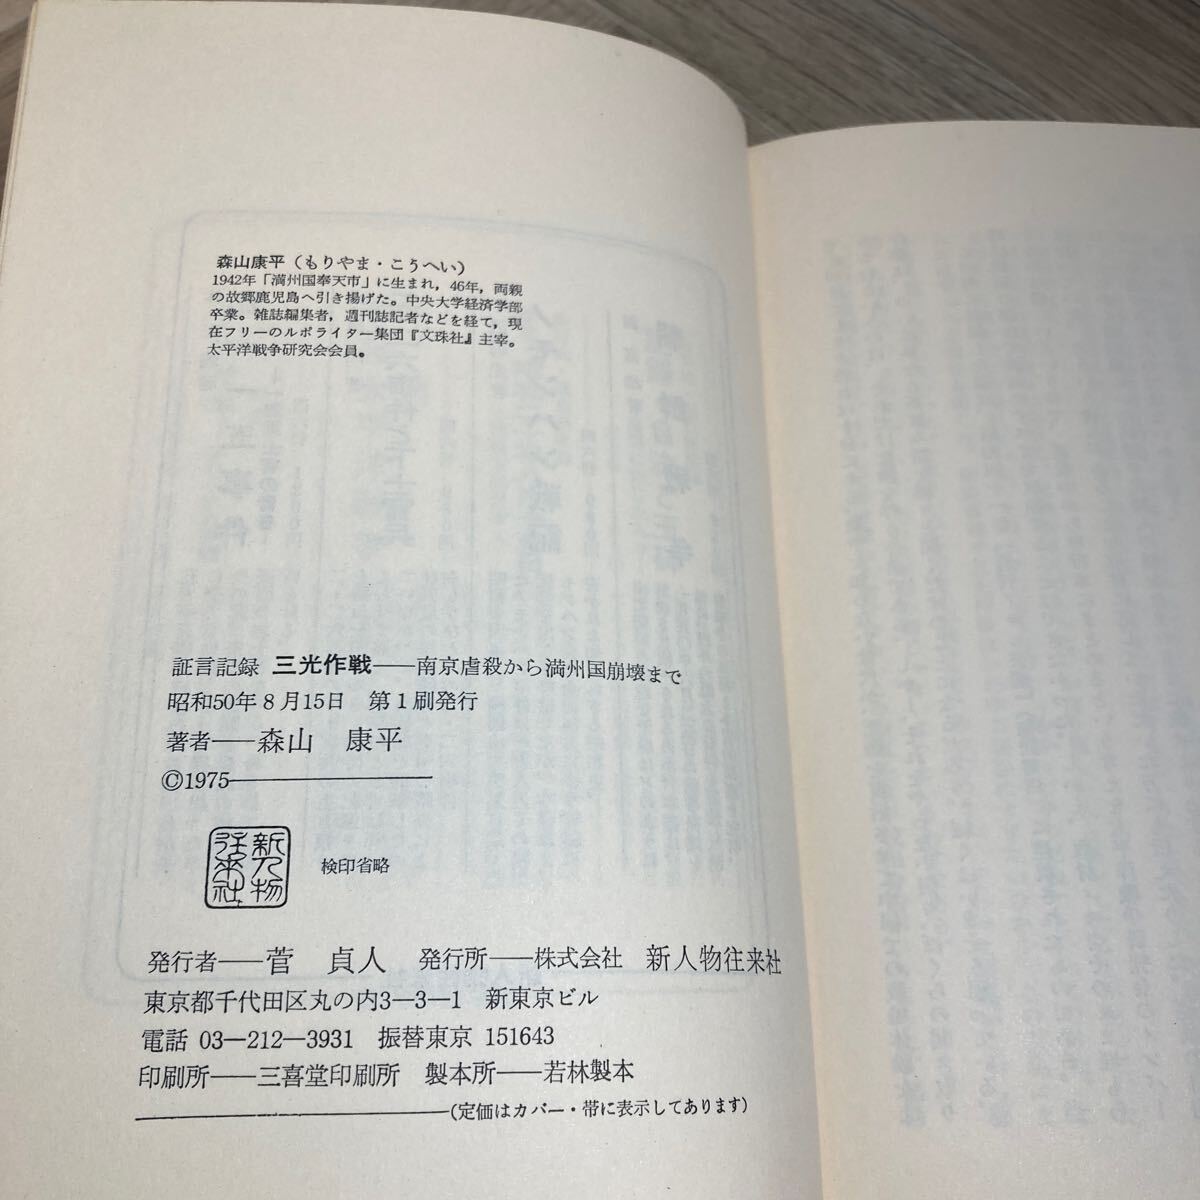 森山康平(もりやま・こうへい)
1942年「満州国奉天市」に生まれ，46年，両親
の故郷鹿児島へ引き揚げた。中央大学経済学部
卒業。雑誌編集者，週刊誌記者などを経て，現
在フリーのルポライター集団『文珠社』主宰。
太平洋戦争研究会会員。
証言記録 三光作戦——南京虐殺から満州国崩壊まで
昭和50年8月15日 第1刷発行
著者——森山 康平
©1975
新人物往来社
検印省略
発行者——菅 貞人 発行所——株式会社 新人物往来社
東京都千代田区丸の内3—3—1 新東京ビル
電話 03—212—3931 振替東京 151643
印刷所——三喜堂印刷所 製本所——若林製本
(定価はカバー・帯に表示してあります)